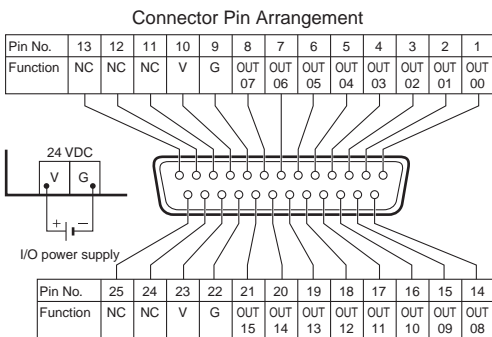 Connector Pin Arrangement
Pin No. 13 12 11 10 9 8 7 6 5 4 3 2 1
Function NC NC NC V G OUT OUT OUT OUT OUT OUT OUT OUT
07 06 05 04 03 02 01 00
24 VDC
V G
+ −
I/O power supply
Pin No. 25 24 23 22 21 20 19 18 17 16 15 14
Function NC NC V G OUT OUT OUT OUT OUT OUT OUT OUT
15 14 13 12 11 10 09 08